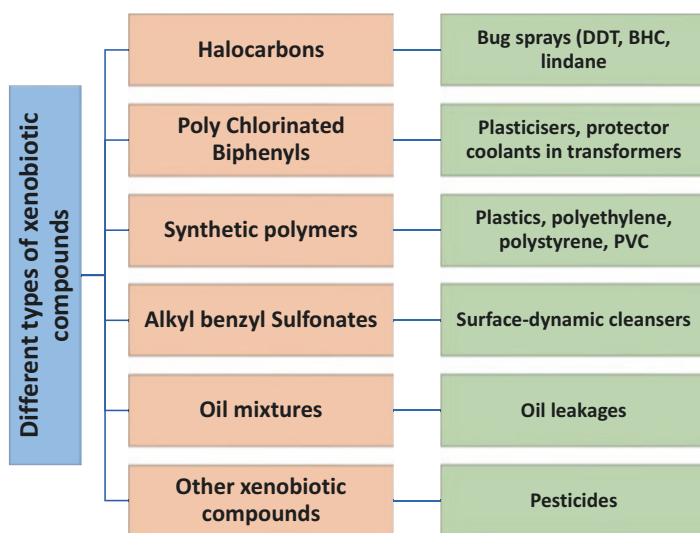 Different types of xenobiotic
compounds
Halocarbons
Bug sprays (DDT, BHC,
lindane
Poly Chlorinated
Biphenyls
Plasticisers, protector
coolants in transformers
Synthetic polymers
Plastics, polyethylene,
polystyrene, PVC
Alkyl benzyl Sulfonates
Surface-dynamic cleansers
Oil mixtures
Oil leakages
Other xenobiotic
compounds
Pesticides